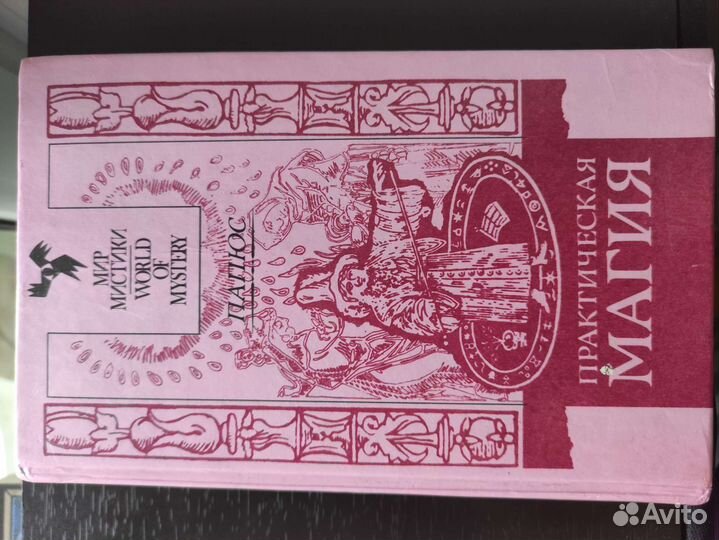 МИР
МИСТИКИ
WORLD
OF
MYSTERY
ПАПЮС
ПРАКТИЧЕСКАЯ
МАГИЯ
Avito